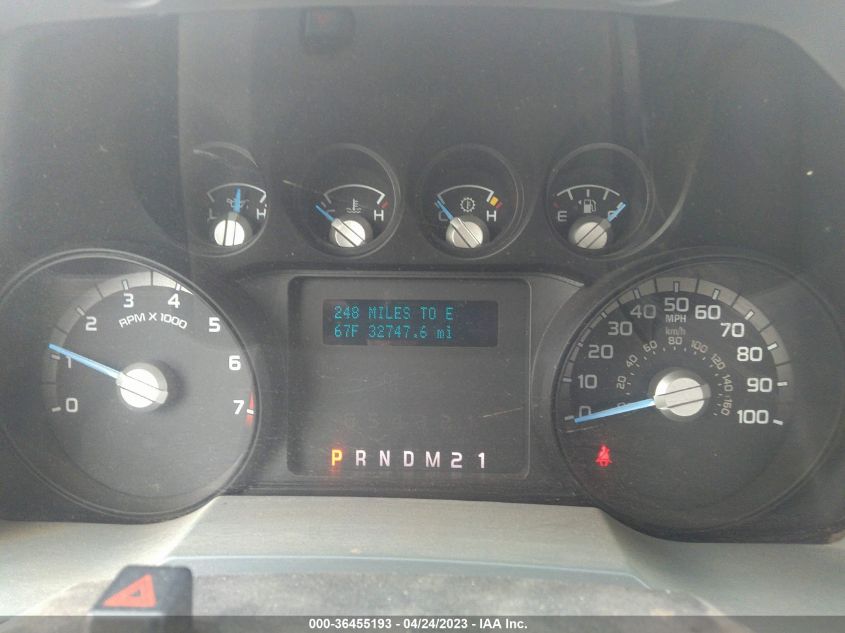 L H
H
C H
E F
0 1 2 3 4 5 6 7
RPM X 1000
248 MILES TO E
67F 32747.6 mi
P R N D M 2 1
0 10 20 30 40 50 60 70 80 90 100
MPH
km/h
20 40 60 80 100 120 140 160
000-36455193 - 04/24/2023 - IAA Inc.